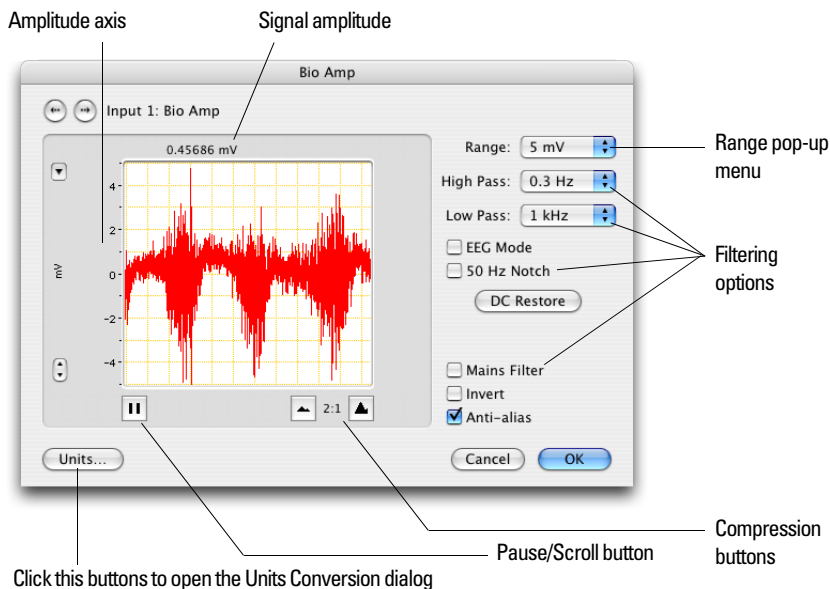 Amplitude axis
Signal amplitude
Bio Amp
Input 1: Bio Amp
0.45686 mV
4
2
0
-2
-4
mV
2:1
Range: 5 mV
High Pass: 0.3 Hz
Low Pass: 1 kHz
EEG Mode
50 Hz Notch
DC Restore
Mains Filter
Invert
Anti-alias
Units...
Cancel
OK
Range pop-up
menu
Filtering
options
Compression
buttons
Pause/Scroll button
Click this buttons to open the Units Conversion dialog